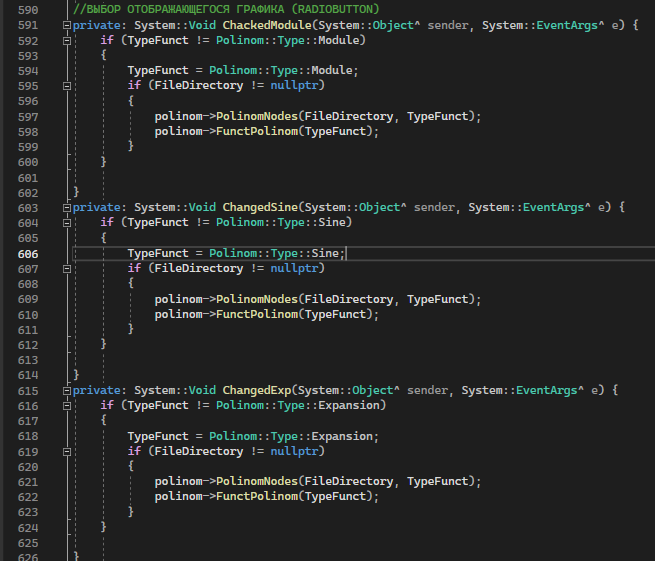 590 //ВЫБОР ОТОБРАЖАЮЩЕГОСЯ ГРАФИКА (RADIOBUTTON)
591 private: System::Void ChackedModule(System::Object^ sender, System::EventArgs^ e) {
592 if (TypeFunct != Polinom::Type::Module)
593 {
594 TypeFunct = Polinom::Type::Module;
595 if (FileDirectory != nullptr)
596 {
597 polinom->PolinomNodes(FileDirectory, TypeFunct);
598 polinom->FunctPolinom(TypeFunct);
599 }
600 }
601
602 }
603 private: System::Void ChangedSine(System::Object^ sender, System::EventArgs^ e) {
604 if (TypeFunct != Polinom::Type::Sine)
605 {
606 TypeFunct = Polinom::Type::Sine;
607 if (FileDirectory != nullptr)
608 {
609 polinom->PolinomNodes(FileDirectory, TypeFunct);
610 polinom->FunctPolinom(TypeFunct);
611 }
612 }
613
614 }
615 private: System::Void ChangedExp(System::Object^ sender, System::EventArgs^ e) {
616 if (TypeFunct != Polinom::Type::Expansion)
617 {
618 TypeFunct = Polinom::Type::Expansion;
619 if (FileDirectory != nullptr)
620 {
621 polinom->PolinomNodes(FileDirectory, TypeFunct);
622 polinom->FunctPolinom(TypeFunct);
623 }
624 }
625
626 }